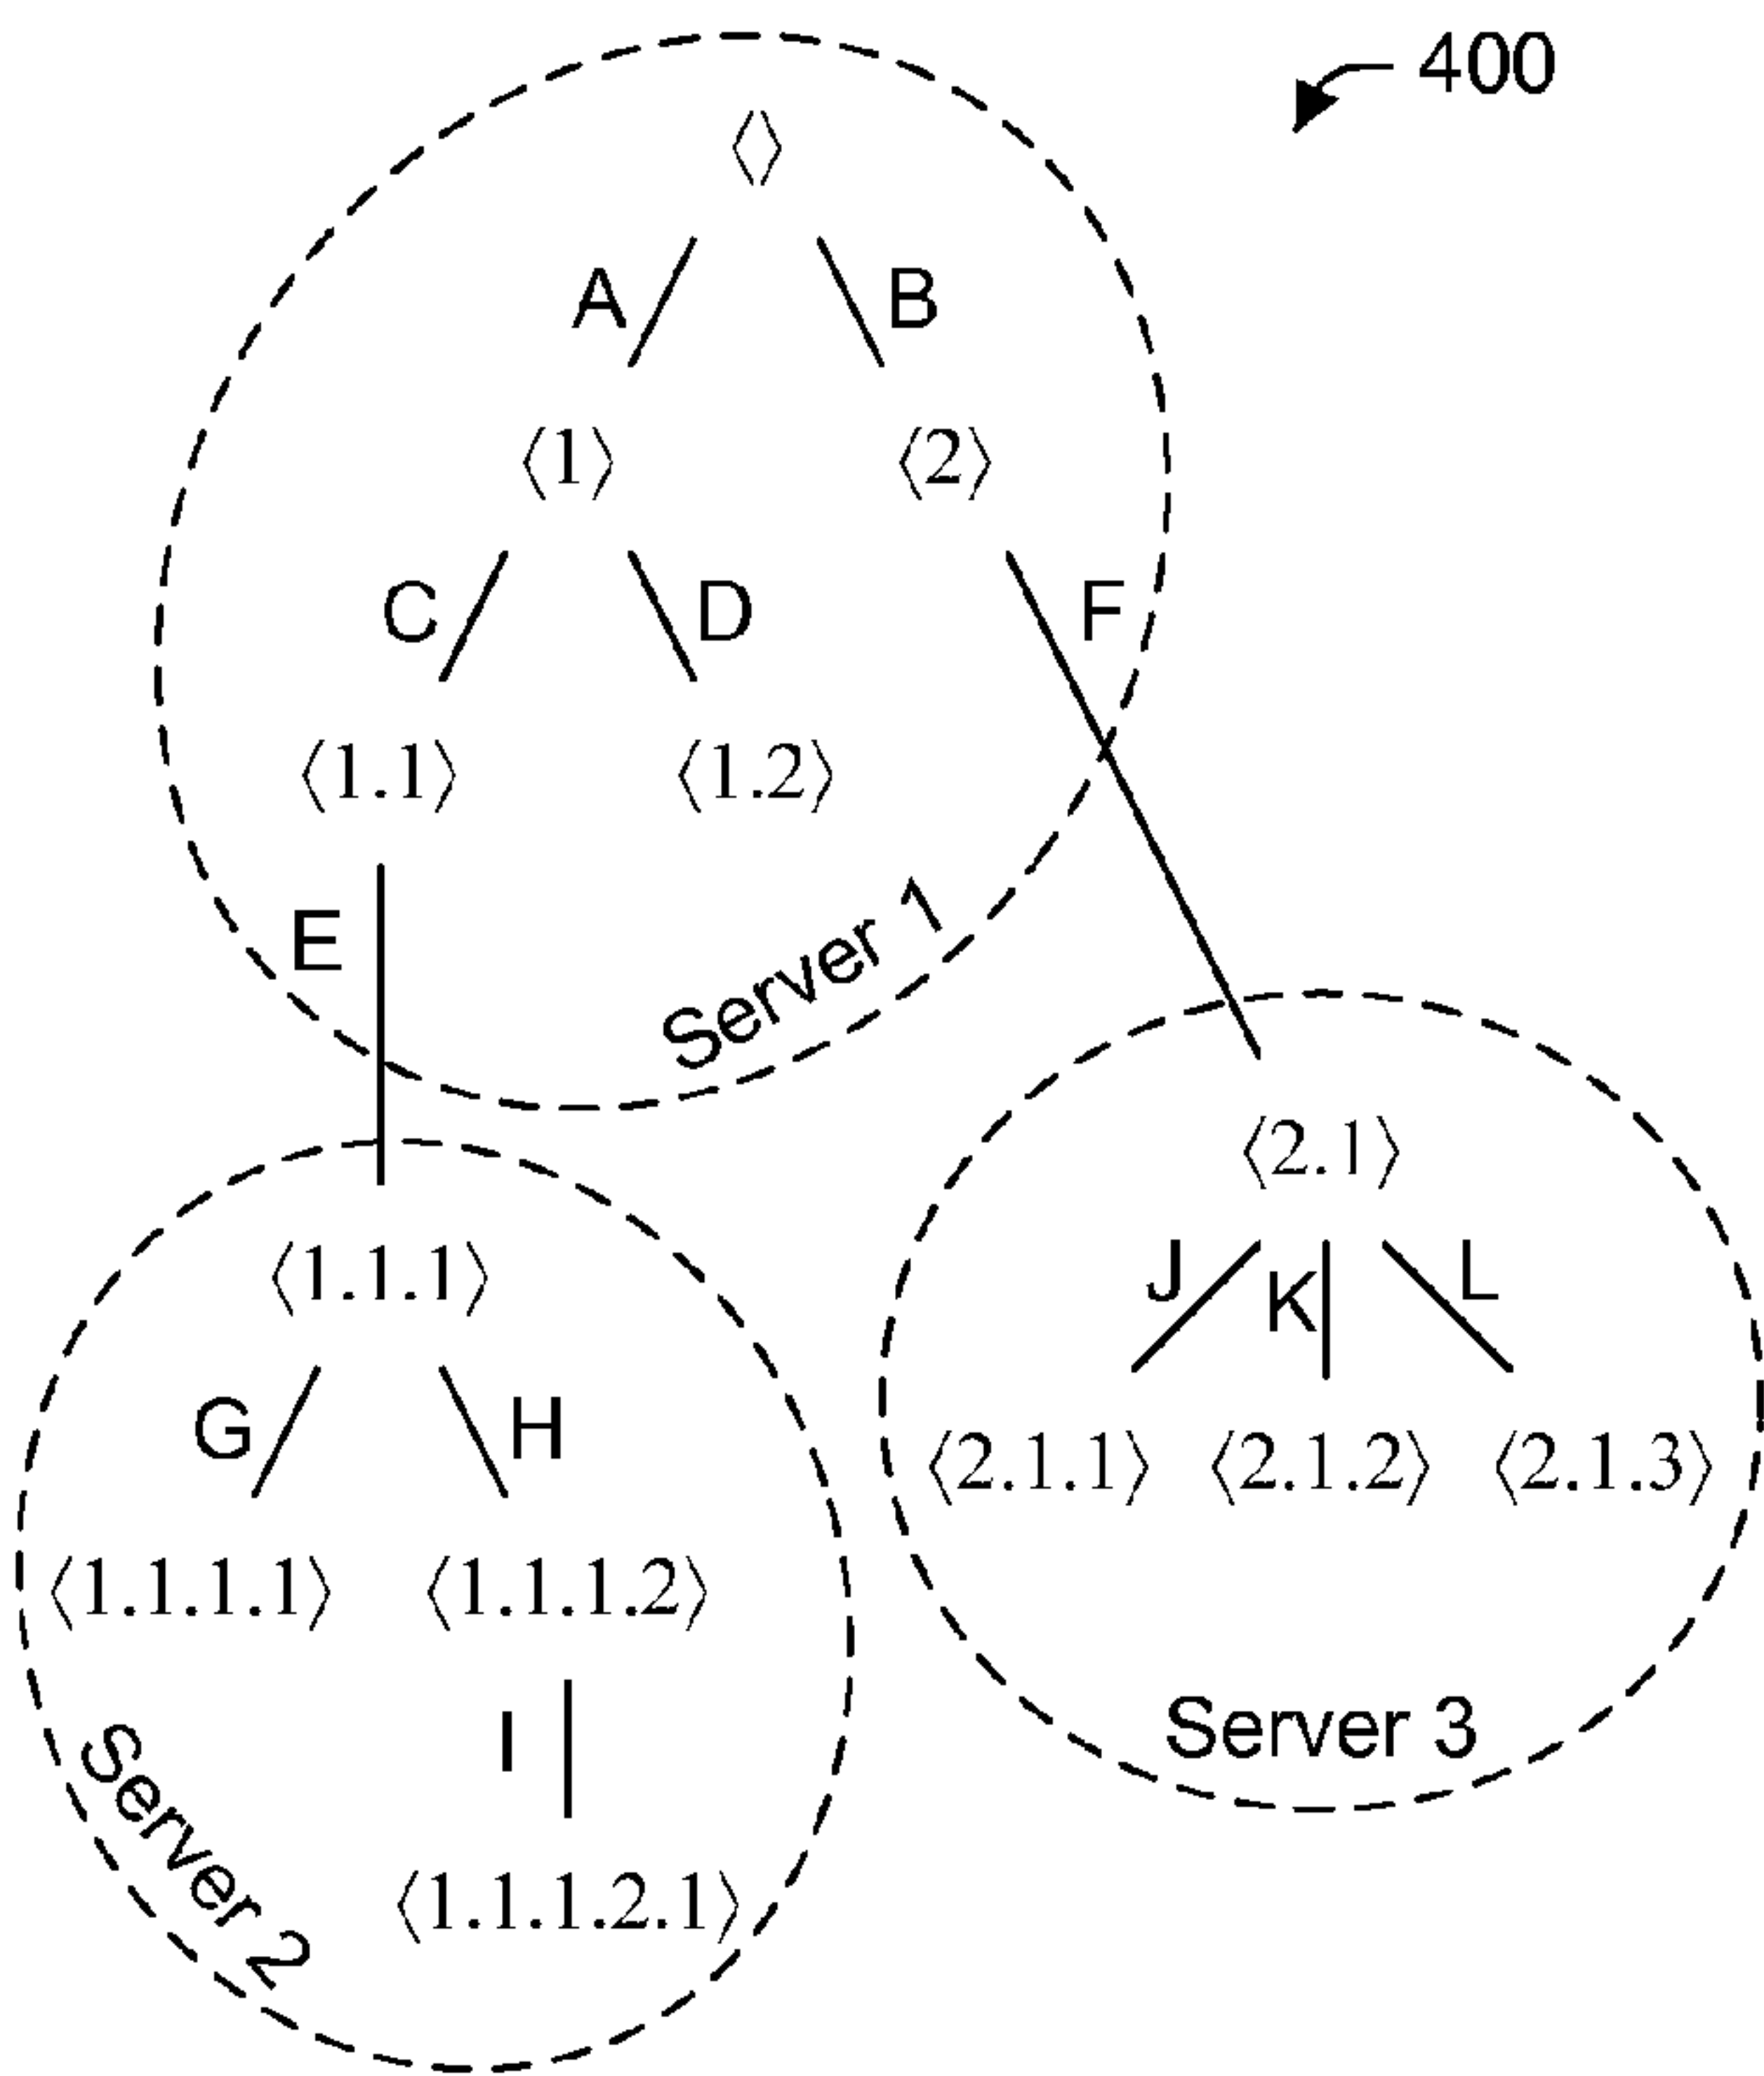 400
⟨⟩
A B
⟨1⟩ ⟨2⟩
C D F
⟨1.1⟩ ⟨1.2⟩
E
Server 1
⟨2.1⟩
⟨1.1.1⟩
J K L
G H
⟨2.1.1⟩ ⟨2.1.2⟩ ⟨2.1.3⟩
⟨1.1.1.1⟩ ⟨1.1.1.2⟩
I
Server 3
Server 2
⟨1.1.1.2.1⟩